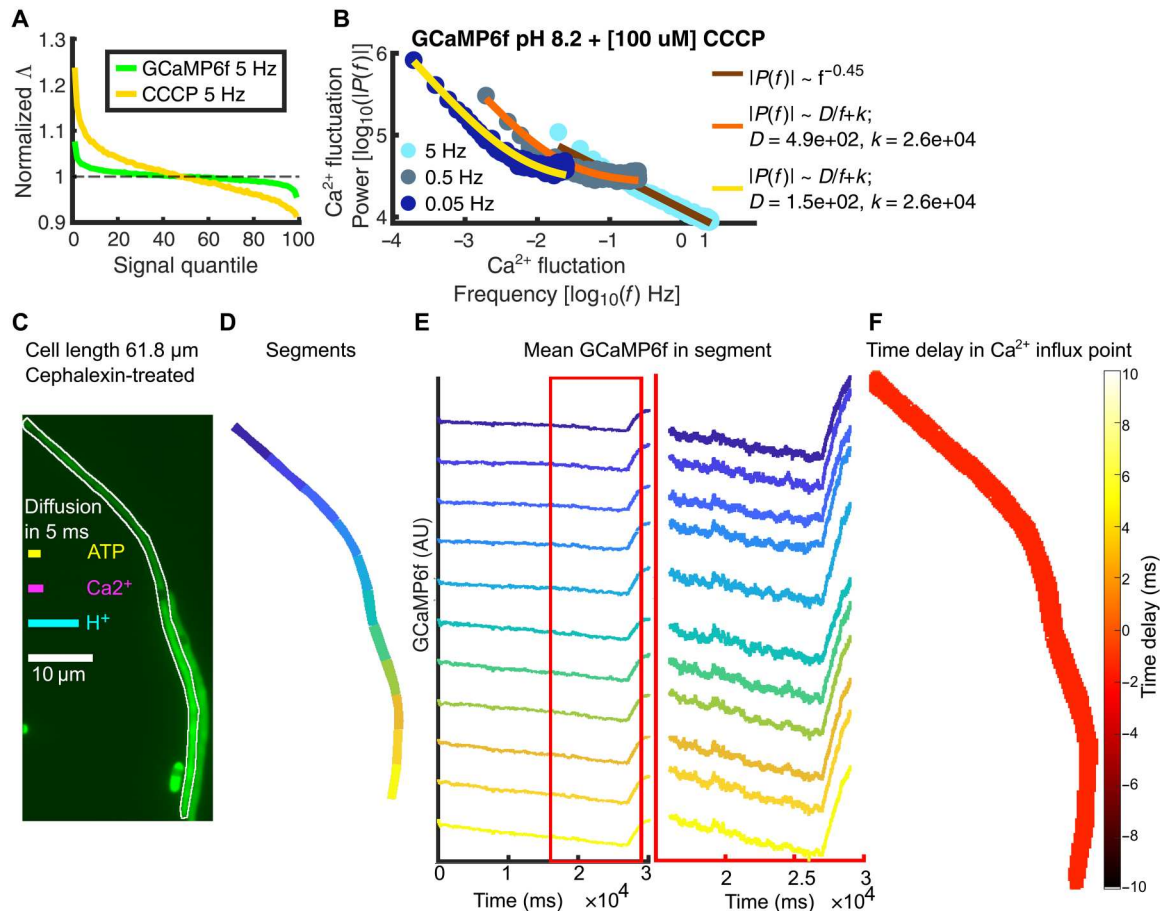 A
1.3
1.2
1.1
1
0.9
Normalized Λ
GCaMP6f 5 Hz
CCCP 5 Hz
0 20 40 60 80 100
Signal quantile
B
GCaMP6f pH 8.2 + [100 uM] CCCP
Ca2+ fluctuation
Power [log10(|P(f)|]
6
5
4
5 Hz
0.5 Hz
0.05 Hz
−4 −3 −2 −1 0 1
Ca2+ fluctation
Frequency [log10(f) Hz]
|P(f)| ~ f−0.45
|P(f)| ~ D/f+k;
D = 4.9e+02, k = 2.6e+04
|P(f)| ~ D/f+k;
D = 1.5e+02, k = 2.6e+04
C
Cell length 61.8 µm
Cephalexin-treated
Diffusion
in 5 ms
ATP
Ca2+
H+
10 µm
D
Segments
E
Mean GCaMP6f in segment
GCaMP6f (AU)
0 1 2 3
Time (ms) ×10^4
2 2.5 3
Time (ms) ×10^4
F
Time delay in Ca2+ influx point
10
8
6
4
2
0
−2
−4
−6
−8
−10
Time delay (ms)